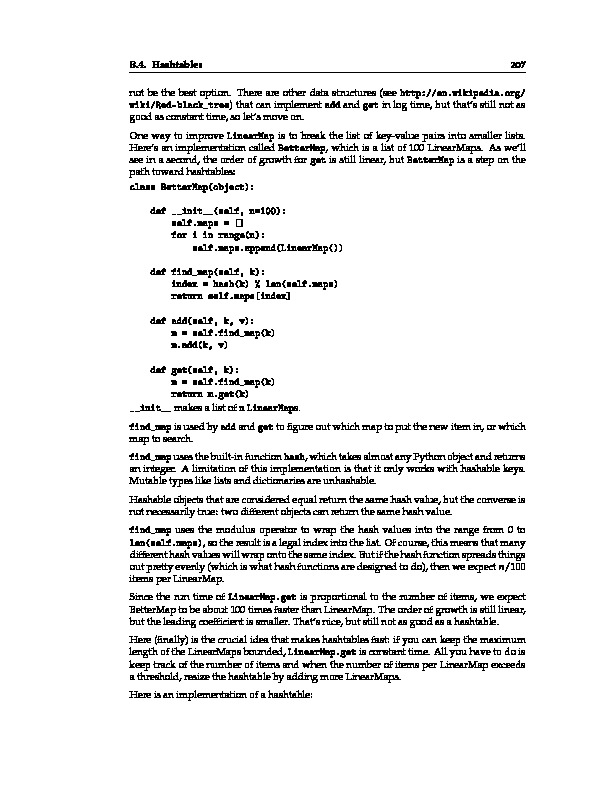 B.4. Hashtables 207
not be the best option. There are other data structures (see http://en.wikipedia.org/
wiki/Red-black_tree) that can implement add and get in log time, but that's still not as
good as constant time, so let's move on.
One way to improve LinearMap is to break the list of key-value pairs into smaller lists.
Here's an implementation called BetterMap, which is a list of 100 LinearMaps. As we'll
see in a second, the order of growth for get is still linear, but BetterMap is a step on the
path toward hashtables:
class BetterMap(object):
def __init__(self, n=100):
self.maps = []
for i in range(n):
self.maps.append(LinearMap())
def find_map(self, k):
index = hash(k) % len(self.maps)
return self.maps[index]
def add(self, k, v):
m = self.find_map(k)
m.add(k, v)
def get(self, k):
m = self.find_map(k)
return m.get(k)
__init__ makes a list of n LinearMaps.
find_map is used by add and get to figure out which map to put the new item in, or which
map to search.
find_map uses the built-in function hash, which takes almost any Python object and returns
an integer. A limitation of this implementation is that it only works with hashable keys.
Mutable types like lists and dictionaries are unhashable.
Hashable objects that are considered equal return the same hash value, but the converse is
not necessarily true: two different objects can return the same hash value.
find_map uses the modulus operator to wrap the hash values into the range from 0 to
len(self.maps), so the result is a legal index into the list. Of course, this means that many
different hash values will wrap onto the same index. But if the hash function spreads things
out pretty evenly (which is what hash functions are designed to do), then we expect n/100
items per LinearMap.
Since the run time of LinearMap.get is proportional to the number of items, we expect
BetterMap to be about 100 times faster than LinearMap. The order of growth is still linear,
but the leading coefficient is smaller. That's nice, but still not as good as a hashtable.
Here (finally) is the crucial idea that makes hashtables fast: if you can keep the maximum
length of the LinearMaps bounded, LinearMap.get is constant time. All you have to do is
keep track of the number of items and when the number of items per LinearMap exceeds
a threshold, resize the hashtable by adding more LinearMaps.
Here is an implementation of a hashtable: